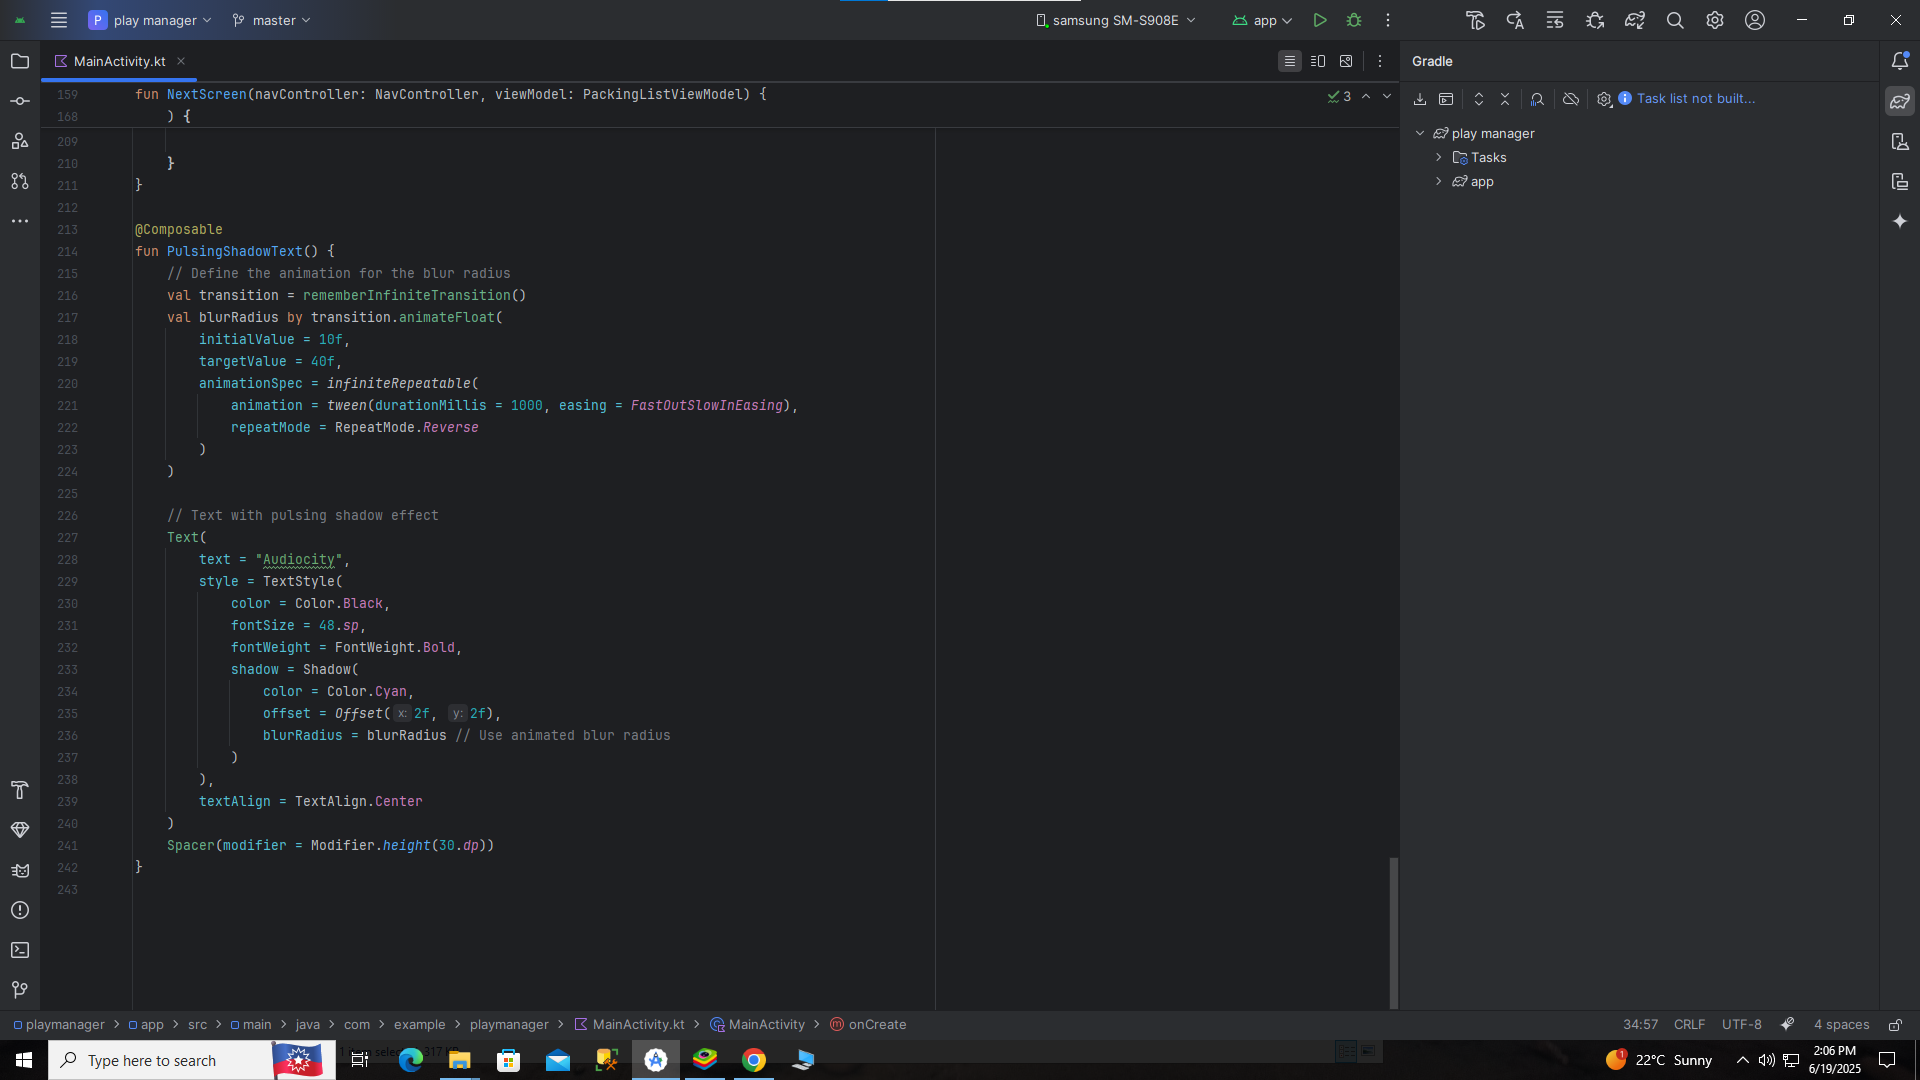 P play manager master samsung SM-S908E app
MainActivity.kt
Gradle
159 fun NextScreen(navController: NavController, viewModel: PackingListViewModel) {
3
168 ) {
Task list not built...
play manager
Tasks
app
209
210 }
211 }
212
213 @Composable
214 fun PulsingShadowText() {
215 // Define the animation for the blur radius
216 val transition = rememberInfiniteTransition()
217 val blurRadius by transition.animateFloat(
218 initialValue = 10f,
219 targetValue = 40f,
220 animationSpec = infiniteRepeatable(
221 animation = tween(durationMillis = 1000, easing = FastOutSlowInEasing),
222 repeatMode = RepeatMode.Reverse
223 )
224 )
225
226 // Text with pulsing shadow effect
227 Text(
228 text = "Audiocity",
229 style = TextStyle(
230 color = Color.Black,
231 fontSize = 48.sp,
232 fontWeight = FontWeight.Bold,
233 shadow = Shadow(
234 color = Color.Cyan,
235 offset = Offset( x: 2f, y: 2f),
236 blurRadius = blurRadius // Use animated blur radius
237 )
238 ),
239 textAlign = TextAlign.Center
240 )
241 Spacer(modifier = Modifier.height(30.dp))
242 }
243
playmanager > app > src > main > java > com > example > playmanager > MainActivity.kt > MainActivity > onCreate
34:57 CRLF UTF-8 4 spaces
Type here to search
1 22°C Sunny
2:06 PM
6/19/2025